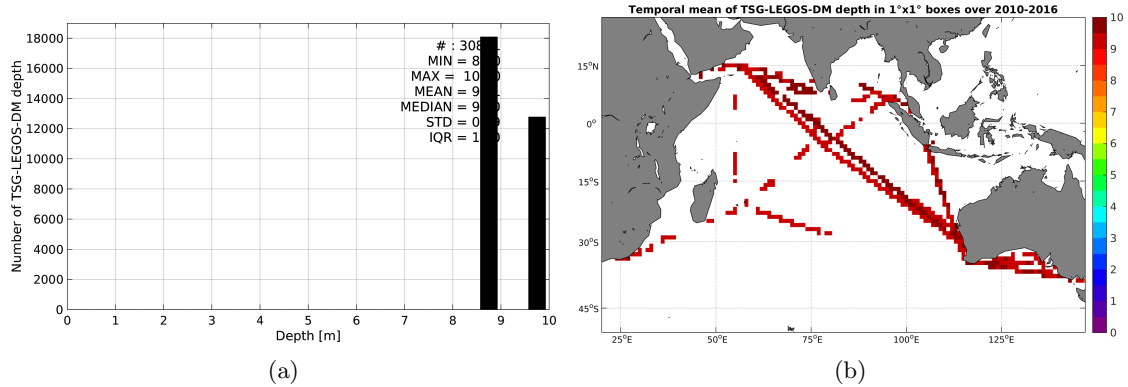 18000
16000
14000
12000
10000
8000
6000
4000
2000
0
Number of TSG-LEGOS-DM depth
# : 308
MIN = 8
MAX = 10 0
MEAN = 9
MEDIAN = 9 0
STD = 0 9
IQR = 1 0
0 1 2 3 4 5 6 7 8 9 10
Depth [m]
(a)
Temporal mean of TSG-LEGOS-DM depth in 1°x1° boxes over 2010-2016
15°N
0°
15°S
30°S
45°S
25°E 50°E 75°E 100°E 125°E
10
9
8
7
6
5
4
3
2
1
0
(b)